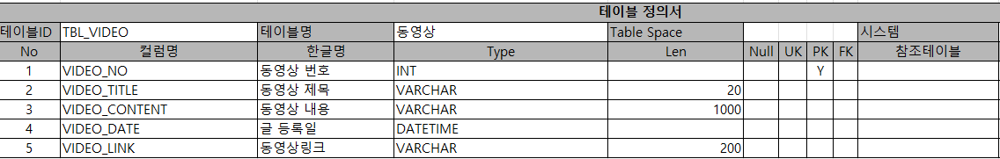 테이블 정의서
테이블ID TBL_VIDEO 테이블명 동영상 Table Space 시스템
No 컬럼명 한글명 Type Len Null UK PK FK 참조테이블
1 VIDEO_NO 동영상 번호 INT Y
2 VIDEO_TITLE 동영상 제목 VARCHAR 20
3 VIDEO_CONTENT 동영상 내용 VARCHAR 1000
4 VIDEO_DATE 글 등록일 DATETIME
5 VIDEO_LINK 동영상링크 VARCHAR 200